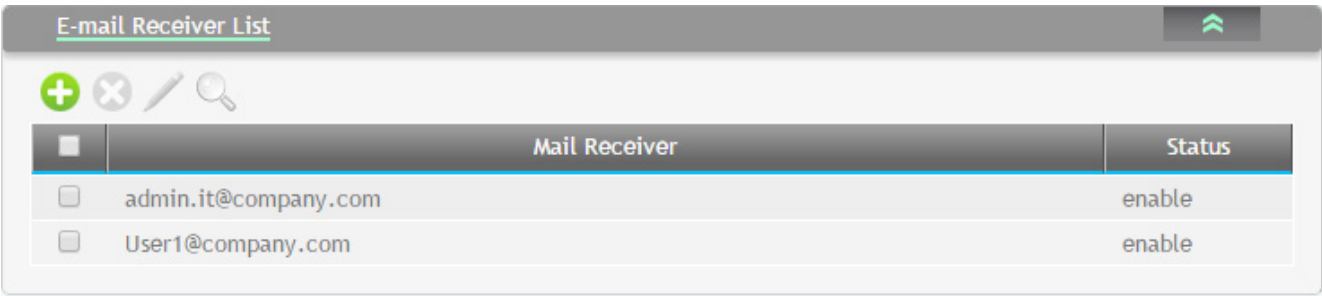 E-mail Receiver List
Mail Receiver Status
admin.it@company.com enable
User1@company.com enable